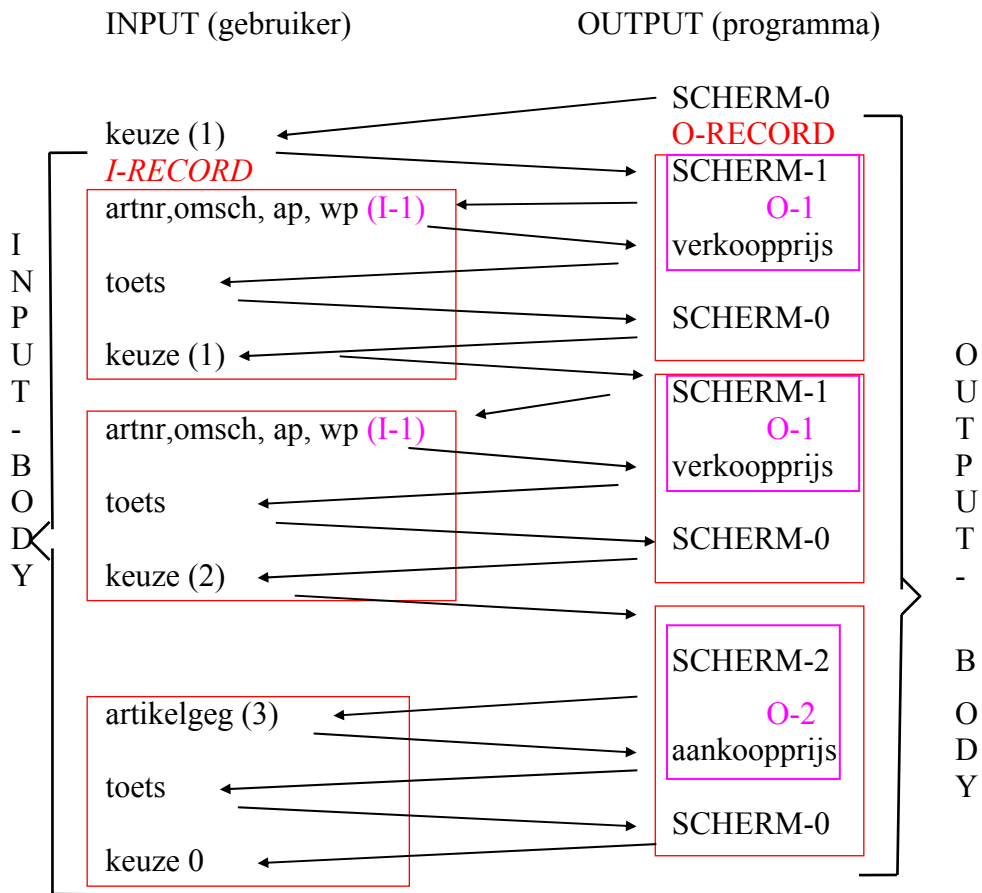 INPUT (gebruiker) OUTPUT (programma)
SCHERM-0
keuze (1) O-RECORD
I-RECORD SCHERM-1
artnr,omsch, ap, wp (I-1) O-1
verkoopprijs
toets
SCHERM-0
keuze (1)
SCHERM-1
artnr,omsch, ap, wp (I-1) O-1
verkoopprijs
toets
SCHERM-0
keuze (2)
SCHERM-2
artikelgeg (3) O-2
aankoopprijs
toets
SCHERM-0
keuze 0
INPUT-BODY
OUTPUT- BODY